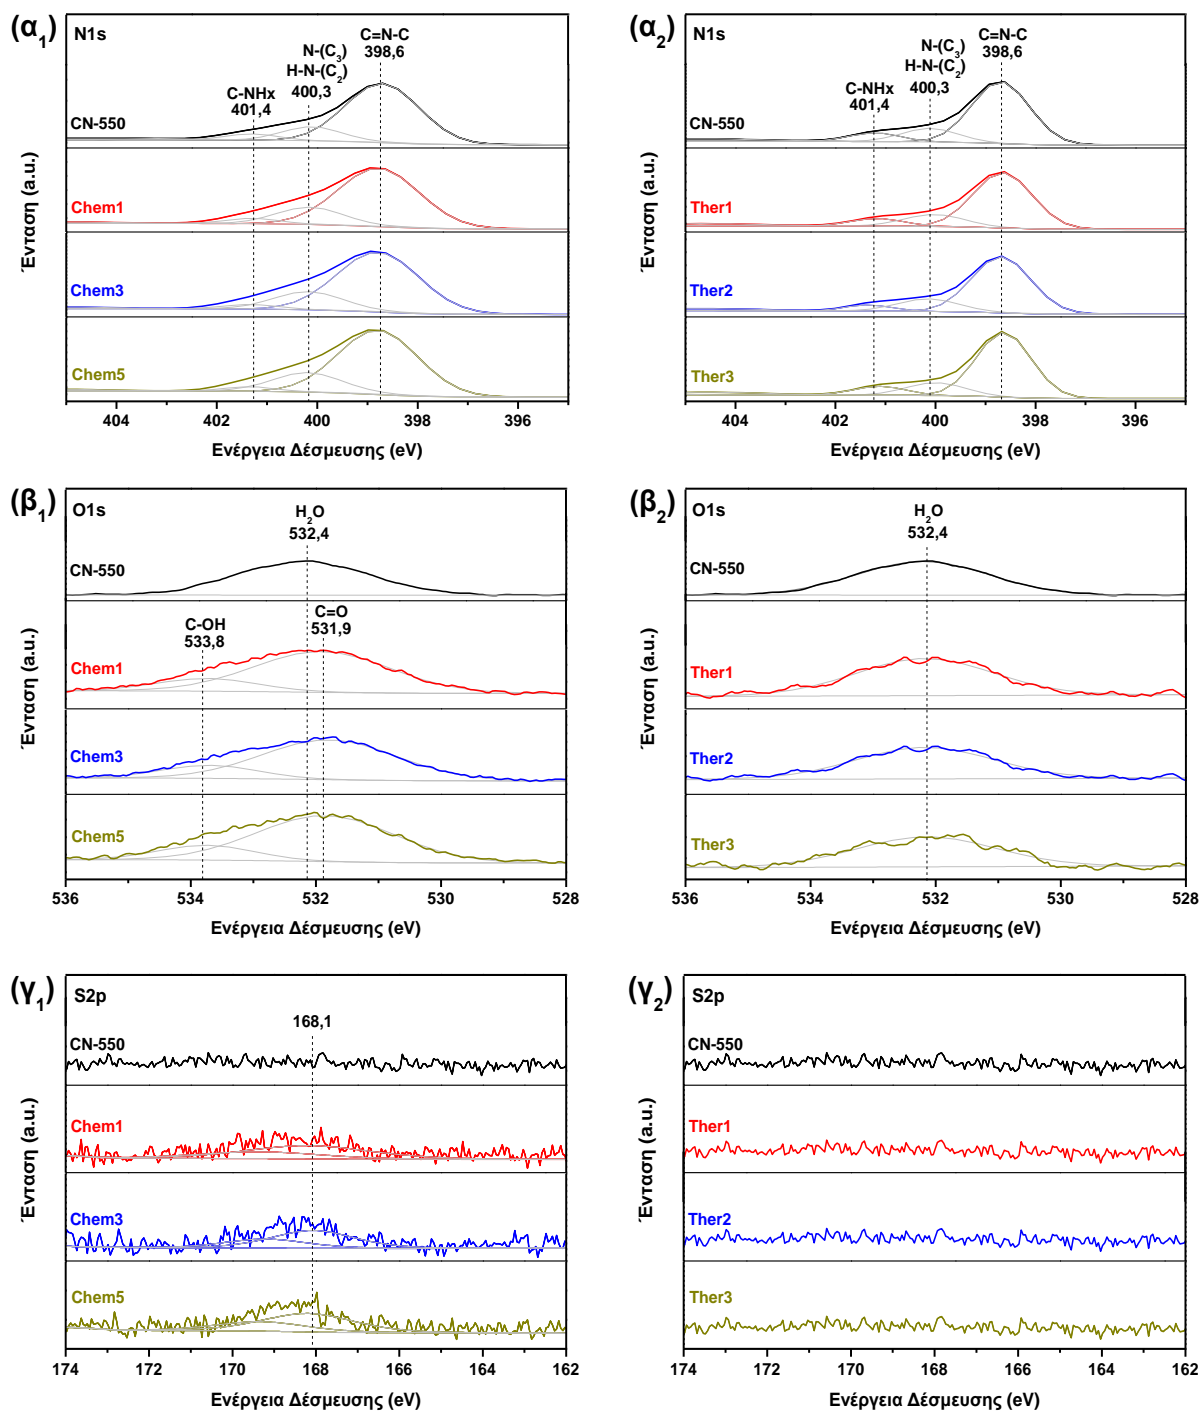 (α₁)
N1s
C=N-C
398,6
N-(C₃)
H-N-(C₂)
400,3
C-NHx
401,4
CN-550
Chem1
Chem3
Chem5
Ένταση (a.u.)
404 402 400 398 396
Ενέργεια Δέσμευσης (eV)
(α₂)
N1s
C=N-C
398,6
N-(C₃)
H-N-(C₂)
400,3
C-NHx
401,4
CN-550
Ther1
Ther2
Ther3
Ένταση (a.u.)
404 402 400 398 396
Ενέργεια Δέσμευσης (eV)
(β₁)
O1s
H₂O
532,4
CN-550
C-OH
533,8
C=O
531,9
Chem1
Chem3
Chem5
Ένταση (a.u.)
536 534 532 530 528
Ενέργεια Δέσμευσης (eV)
(β₂)
O1s
H₂O
532,4
CN-550
Ther1
Ther2
Ther3
Ένταση (a.u.)
536 534 532 530 528
Ενέργεια Δέσμευσης (eV)
(γ₁)
S2p
168,1
CN-550
Chem1
Chem3
Chem5
Ένταση (a.u.)
174 172 170 168 166 164 162
Ενέργεια Δέσμευσης (eV)
(γ₂)
S2p
CN-550
Ther1
Ther2
Ther3
Ένταση (a.u.)
174 172 170 168 166 164 162
Ενέργεια Δέσμευσης (eV)